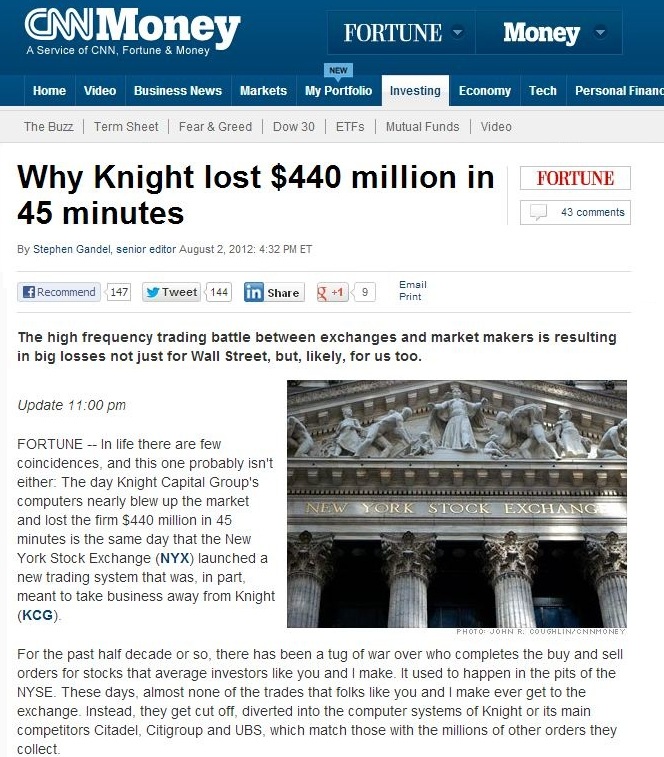 CNNMoney
A Service of CNN, Fortune & Money
FORTUNE
Money
NEW
Home Video Business News Markets My Portfolio Investing Economy Tech Personal Financ
The Buzz Term Sheet Fear & Greed Dow 30 ETFs Mutual Funds Video
Why Knight lost $440 million in
45 minutes
FORTUNE
43 comments
By Stephen Gandel, senior editor August 2, 2012: 4:32 PM ET
Recommend 147 Tweet 144 in Share +1 9
Email
Print
The high frequency trading battle between exchanges and market makers is resulting
in big losses not just for Wall Street, but, likely, for us too.
Update 11:00 pm
FORTUNE -- In life there are few
coincidences, and this one probably isn't
either: The day Knight Capital Group's
computers nearly blew up the market
and lost the firm $440 million in 45
minutes is the same day that the New
York Stock Exchange (NYX) launched a
new trading system that was, in part,
meant to take business away from Knight
(KCG).
NEW YORK STOCK EXCHANG
PHOTO: JOHN R. COUGHLIN/CNNMONEY
For the past half decade or so, there has been a tug of war over who completes the buy and sell
orders for stocks that average investors like you and I make. It used to happen in the pits of the
NYSE. These days, almost none of the trades that folks like you and I make ever get to the
exchange. Instead, they get cut off, diverted into the computer systems of Knight or its main
competitors Citadel, Citigroup and UBS, which match those with the millions of other orders they
collect.